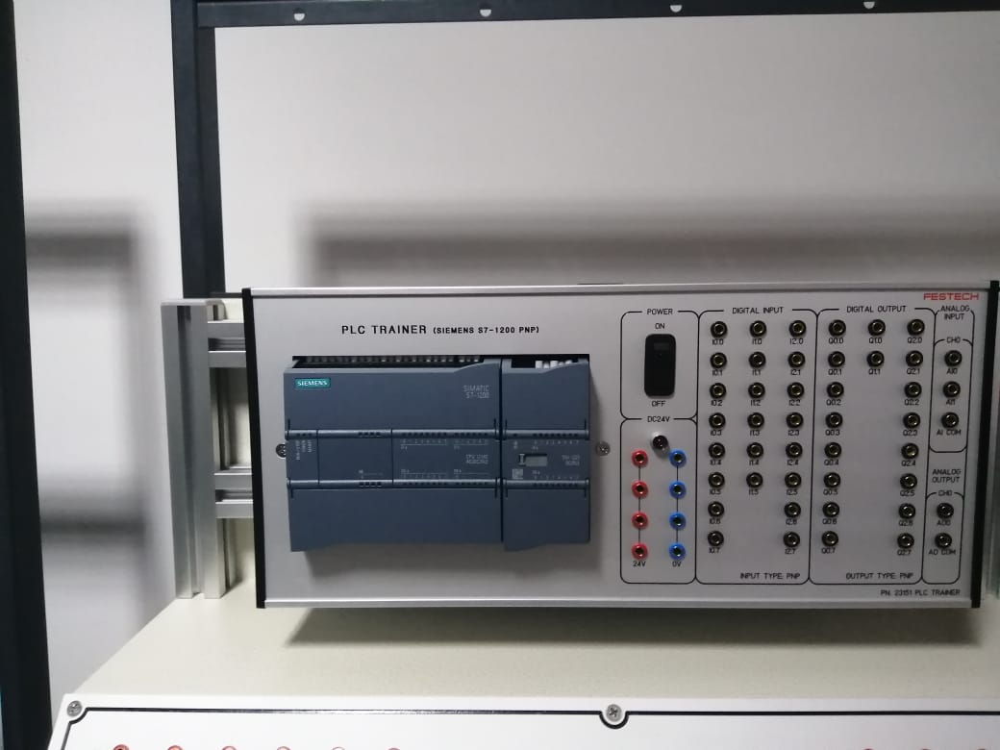 FESTECH
PLC TRAINER (SIEMENS S7-1200 PNP)
SIEMENS
SIMATIC
S7-1200
POWER
ON
OFF
DC24V
24V 0V
DIGITAL INPUT
I0.0 I1.0 I2.0
I0.1 I1.1 I2.1
I0.2 I1.2 I2.2
I0.3 I1.3 I2.3
I0.4 I1.4 I2.4
I0.5 I1.5 I2.5
I0.6 I2.6
I0.7 I2.7
INPUT TYPE: PNP
DIGITAL OUTPUT
Q0.0 Q1.0 Q2.0
Q0.1 Q1.1 Q2.1
Q0.2 Q2.2
Q0.3 Q2.3
Q0.4 Q2.4
Q0.5 Q2.5
Q0.6 Q2.6
Q0.7 Q2.7
OUTPUT TYPE: PNP
ANALOG
INPUT
CH0
AI0
AI1
AI COM
ANALOG
OUTPUT
CH0
AO0
AO COM
PN. 23151 PLC TRAINER